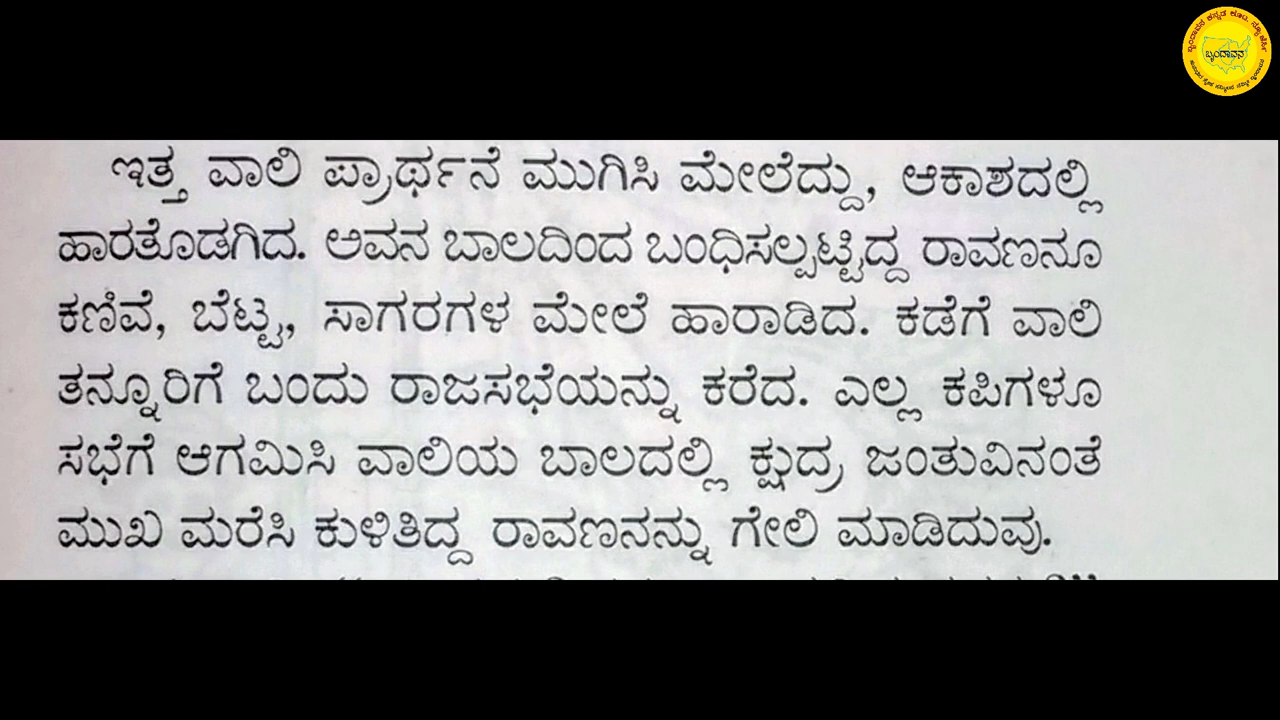 ಇತ್ತ ವಾಲಿ ಪ್ರಾರ್ಥನೆ ಮುಗಿಸಿ ಮೇಲೆದ್ದು, ಆಕಾಶದಲ್ಲಿ
ಹಾರತೊಡಗಿದ. ಅವನ ಬಾಲದಿಂದ ಬಂಧಿಸಲ್ಪಟ್ಟಿದ್ದ ರಾವಣನೂ
ಕಣಿವೆ, ಬೆಟ್ಟ, ಸಾಗರಗಳ ಮೇಲೆ ಹಾರಾಡಿದ. ಕಡೆಗೆ ವಾಲಿ
ತನ್ನೂರಿಗೆ ಬಂದು ರಾಜಸಭೆಯನ್ನು ಕರೆದ. ಎಲ್ಲ ಕಪಿಗಳೂ
ಸಭೆಗೆ ಆಗಮಿಸಿ ವಾಲಿಯ ಬಾಲದಲ್ಲಿ ಕ್ಷುದ್ರ ಜಂತುವಿನಂತೆ
ಮುಖ ಮರೆಸಿ ಕುಳಿತಿದ್ದ ರಾವಣನನ್ನು ಗೇಲಿ ಮಾಡಿದುವು.
ಬೃಂದಾವನ